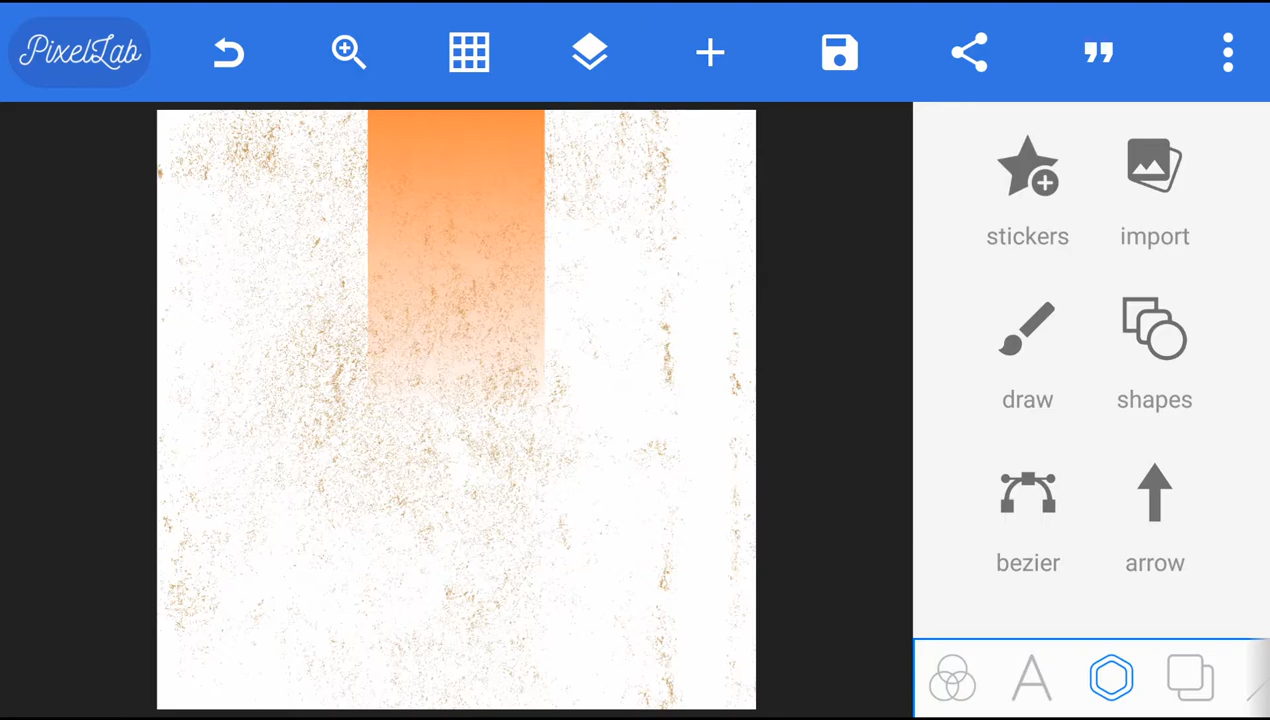 PixelLab
stickers
import
draw
shapes
bezier
arrow